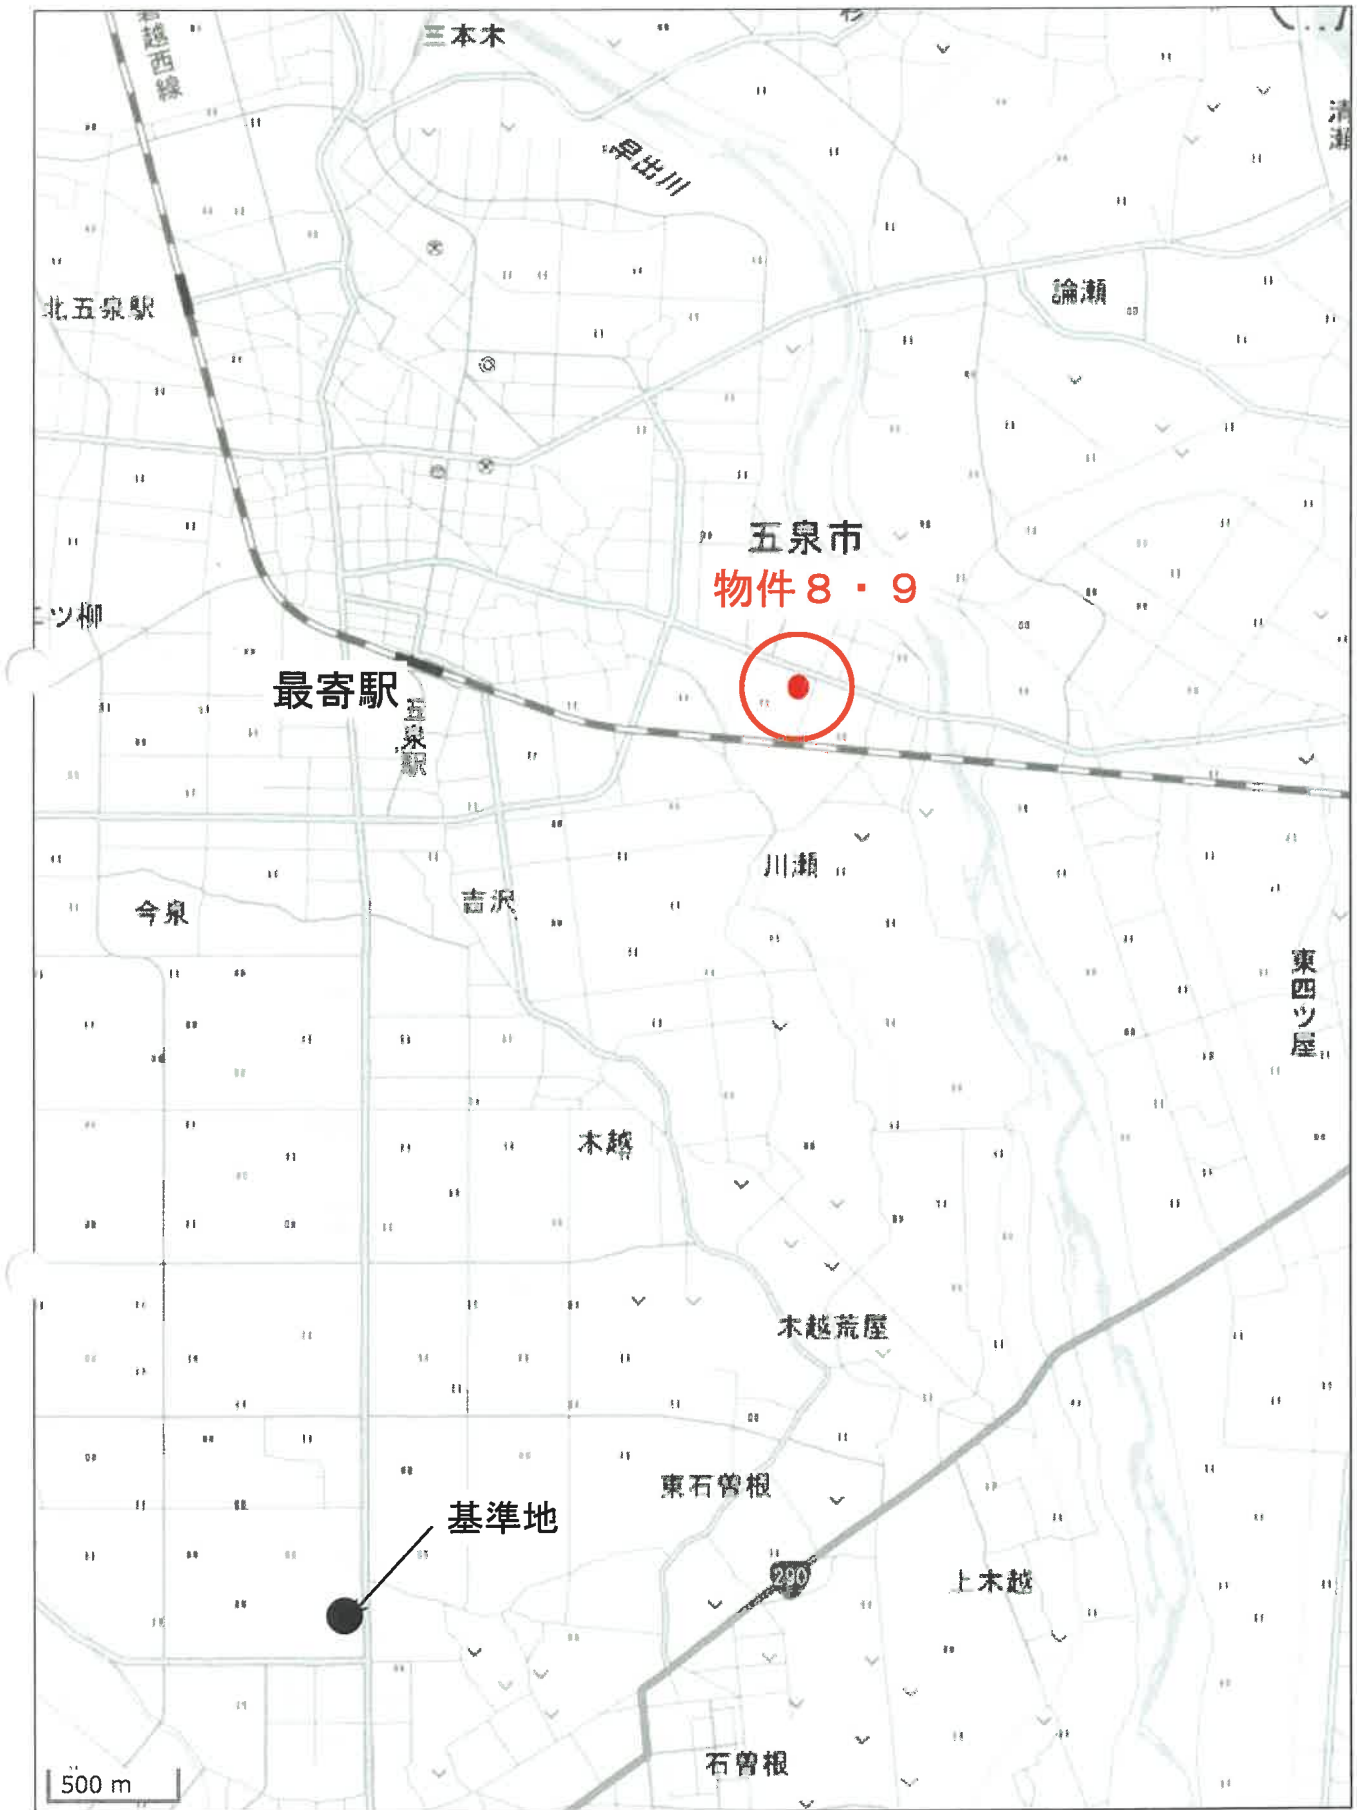 越西線
三本木
早出川
清瀬
北五泉駅
論瀬
五泉市
物件8・9
ツ柳
最寄駅
五泉駅
川瀬
今泉
吉沢
東四ツ屋
木越
木越荒屋
東石曽根
基準地
290
上木越
石曽根
500 m